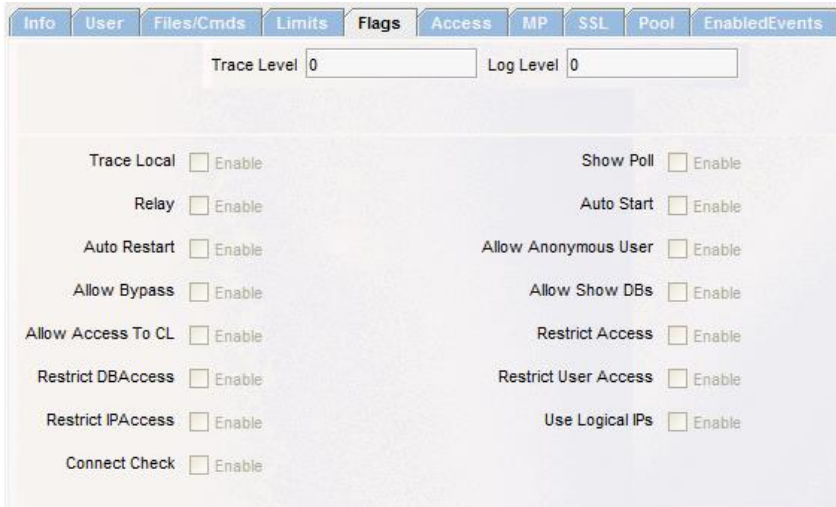 Info User Files/Cmds Limits Flags Access MP SSL Pool EnabledEvents
Trace Level 0 Log Level 0
Trace Local Enable Show Poll Enable
Relay Enable Auto Start Enable
Auto Restart Enable Allow Anonymous User Enable
Allow Bypass Enable Allow Show DBs Enable
Allow Access To CL Enable Restrict Access Enable
Restrict DBAccess Enable Restrict User Access Enable
Restrict IPAccess Enable Use Logical IPs Enable
Connect Check Enable